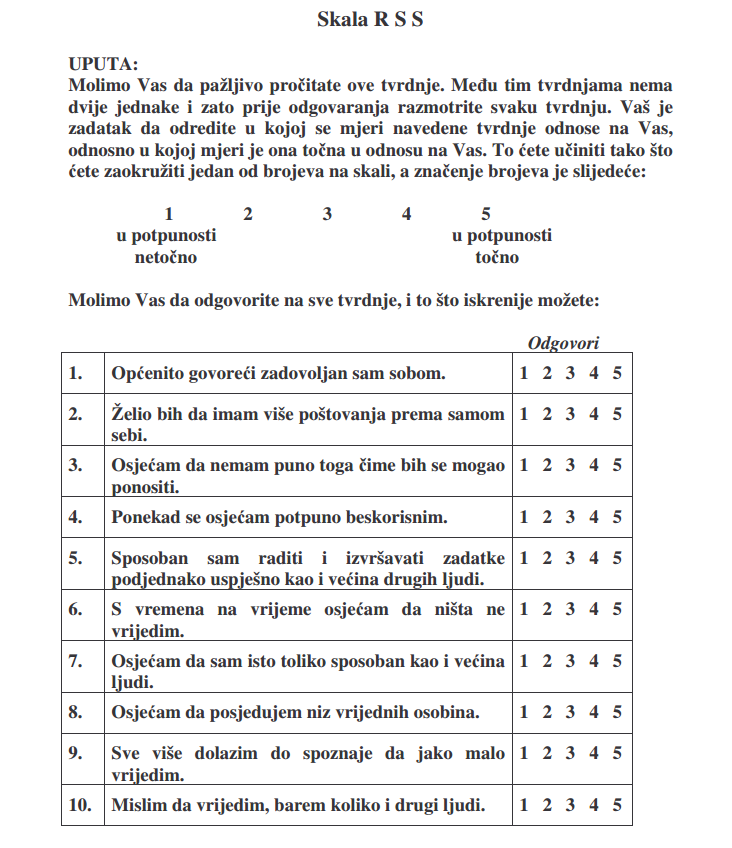 Skala R S S
UPUTA:
Molimo Vas da pažljivo pročitate ove tvrdnje. Među tim tvrdnjama nema
dvije jednake i zato prije odgovaranja razmotrite svaku tvrdnju. Vaš je
zadatak da odredite u kojoj se mjeri navedene tvrdnje odnose na Vas,
odnosno u kojoj mjeri je ona točna u odnosu na Vas. To ćete učiniti tako što
ćete zaokružiti jedan od brojeva na skali, a značenje brojeva je slijedeće:
1 2 3 4 5
u potpunosti u potpunosti
netočno točno
Molimo Vas da odgovorite na sve tvrdnje, i to što iskrenije možete:
Odgovori
1. Općenito govoreći zadovoljan sam sobom. 1 2 3 4 5
2. Želio bih da imam više poštovanja prema samom 1 2 3 4 5
sebi.
3. Osjećam da nemam puno toga čime bih se mogao 1 2 3 4 5
ponositi.
4. Ponekad se osjećam potpuno beskorisnim. 1 2 3 4 5
5. Sposoban sam raditi i izvršavati zadatke 1 2 3 4 5
podjednako uspješno kao i većina drugih ljudi.
6. S vremena na vrijeme osjećam da ništa ne 1 2 3 4 5
vrijedim.
7. Osjećam da sam isto toliko sposoban kao i većina 1 2 3 4 5
ljudi.
8. Osjećam da posjedujem niz vrijednih osobina. 1 2 3 4 5
9. Sve više dolazim do spoznaje da jako malo 1 2 3 4 5
vrijedim.
10. Mislim da vrijedim, barem koliko i drugi ljudi. 1 2 3 4 5